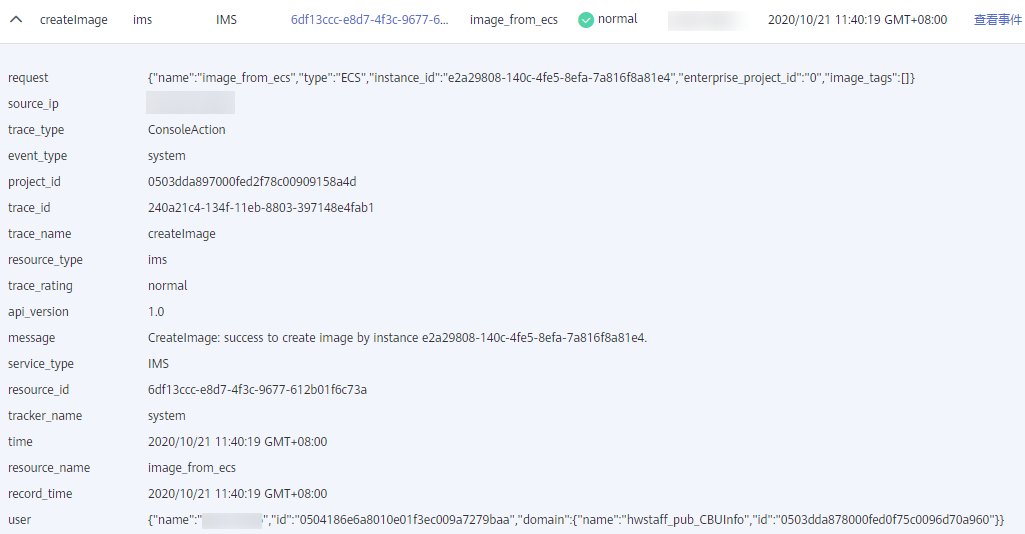 createImage ims IMS 6df13ccc-e8d7-4f3c-9677-6... image_from_ecs normal 2020/10/21 11:40:19 GMT+08:00 查看事件
request {"name":"image_from_ecs","type":"ECS","instance_id":"e2a29808-140c-4fe5-8efa-7a816f8a81e4","enterprise_project_id":"0","image_tags":[]}
source_ip
trace_type ConsoleAction
event_type system
project_id 0503dda897000fed2f78c00909158a4d
trace_id 240a21c4-134f-11eb-8803-397148e4fab1
trace_name createImage
resource_type ims
trace_rating normal
api_version 1.0
message CreateImage: success to create image by instance e2a29808-140c-4fe5-8efa-7a816f8a81e4.
service_type IMS
resource_id 6df13ccc-e8d7-4f3c-9677-612b01f6c73a
tracker_name system
time 2020/10/21 11:40:19 GMT+08:00
resource_name image_from_ecs
record_time 2020/10/21 11:40:19 GMT+08:00
user {"name":" ","id":"0504186e6a8010e01f3ec009a7279baa","domain":{"name":"hwstaff_pub_CBUInfo","id":"0503dda878000fed0f75c0096d70a960"}}